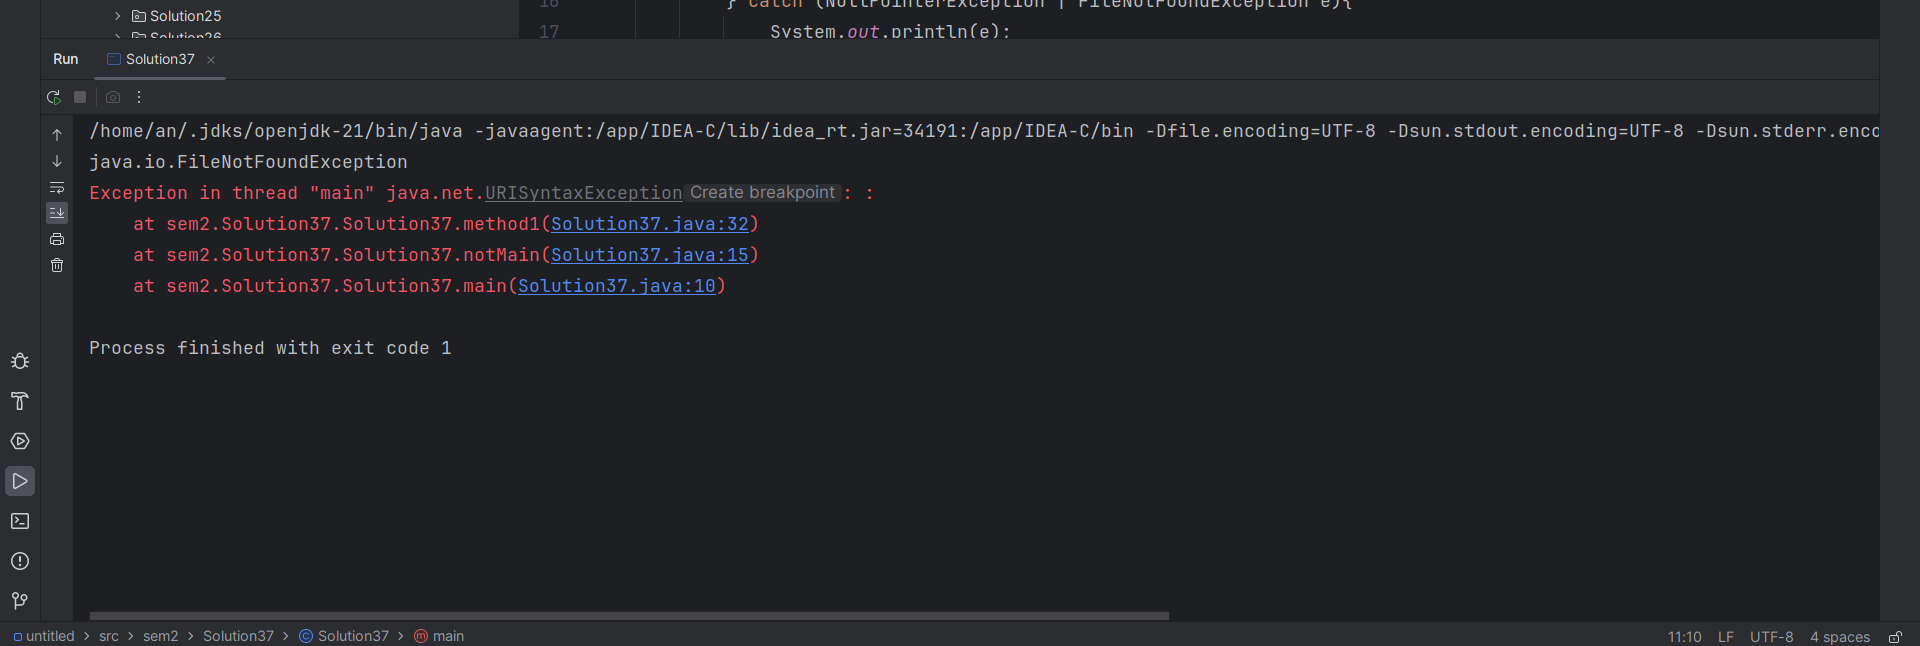 Solution25
Solution26
16 } catch (NullPointerException | FileNotFoundException e){
17 System.out.println(e);
Run Solution37
/home/an/.jdks/openjdk-21/bin/java -javaagent:/app/IDEA-C/lib/idea_rt.jar=34191:/app/IDEA-C/bin -Dfile.encoding=UTF-8 -Dsun.stdout.encoding=UTF-8 -Dsun.stderr.enco
java.io.FileNotFoundException
Exception in thread "main" java.net.URISyntaxException Create breakpoint : :
at sem2.Solution37.Solution37.method1(Solution37.java:32)
at sem2.Solution37.Solution37.notMain(Solution37.java:15)
at sem2.Solution37.Solution37.main(Solution37.java:10)
Process finished with exit code 1
untitled > src > sem2 > Solution37 > Solution37 > main 11:10 LF UTF-8 4 spaces